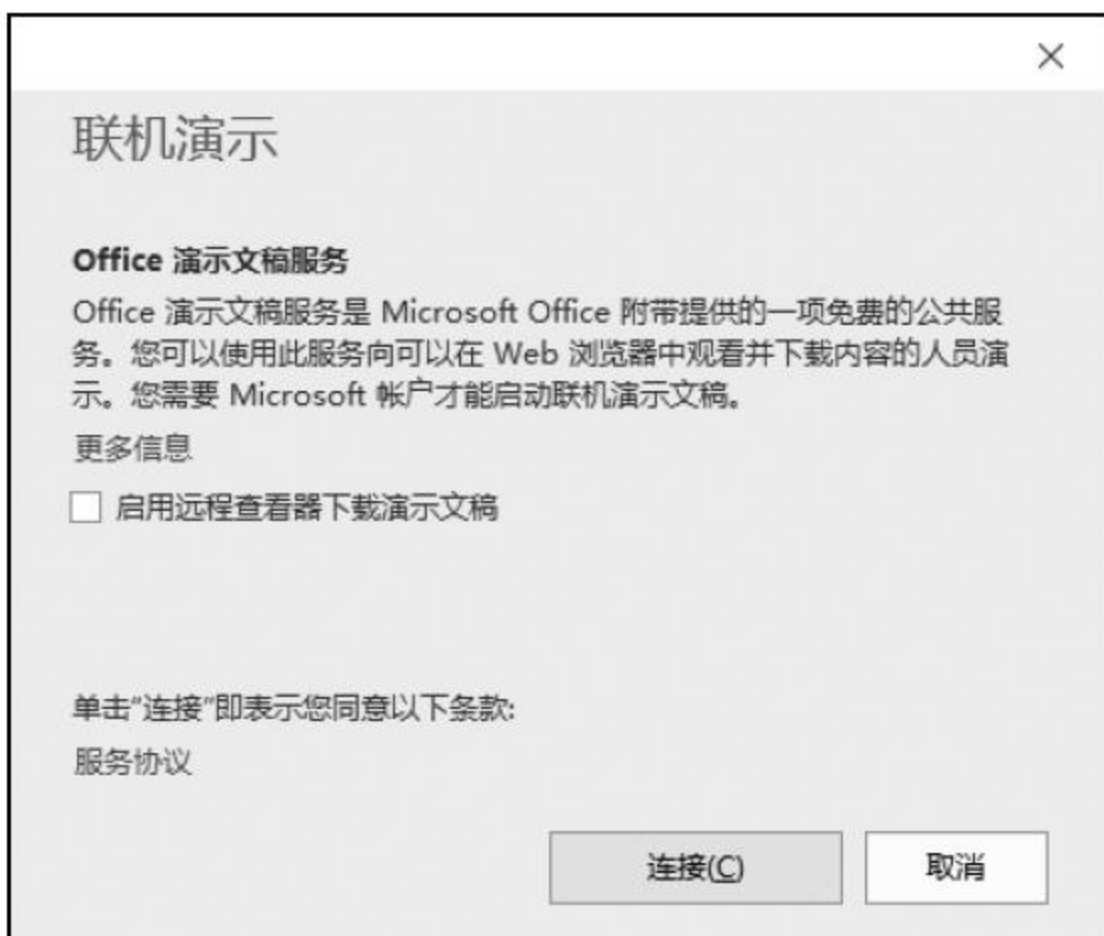 联机演示
Office 演示文稿服务
Office 演示文稿服务是 Microsoft Office 附带提供的一项免费的公共服
务。您可以使用此服务向可以在 Web 浏览器中观看并下载内容的人员演
示。您需要 Microsoft 帐户才能启动联机演示文稿。
更多信息
启用远程查看器下载演示文稿
单击"连接"即表示您同意以下条款:
服务协议
连接(C) 取消